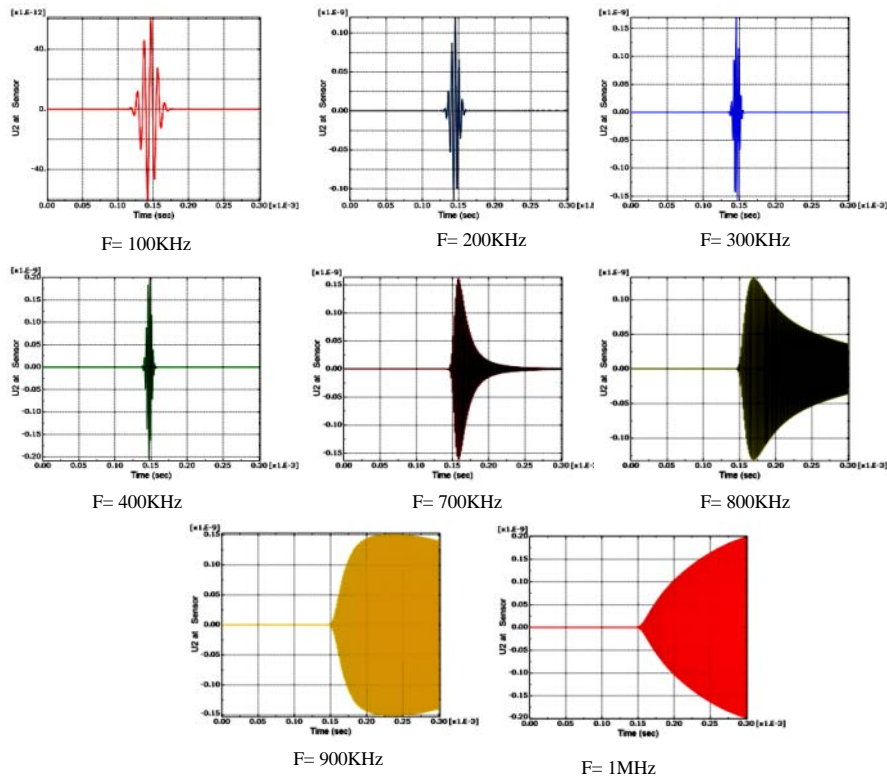 [x1.E-12]
40.
0.
-40.
U2 at Sensor
0.00 0.05 0.10 0.15 0.20 0.25 0.30 [x1.E-3]
Time (sec)
F= 100KHz
[x1.E-9]
0.10
0.05
0.00
-0.05
-0.10
U2 at Sensor
0.00 0.05 0.10 0.15 0.20 0.25 0.30 [x1.E
Time (sec)
F= 200KHz
[x1.E-9]
0.15
0.10
0.05
0.00
-0.05
-0.10
-0.15
U2 at Sensor
0.00 0.05 0.10 0.15 0.20 0.25 0.30 [x1.E-3]
Time (sec)
F= 300KHz
[x1.E-9]
0.20
0.15
0.10
0.05
0.00
-0.05
-0.10
-0.15
-0.20
U2 at Sensor
0.00 0.05 0.10 0.15 0.20 0.25 0.30 [x1.E-3]
Time (sec)
F= 400KHz
[x1.E-9]
0.15
0.10
0.05
0.00
-0.05
-0.10
-0.15
U2 at Sensor
0.00 0.05 0.10 0.15 0.20 0.25 0.30 [x1.E-3
Time (sec)
F= 700KHz
[x1.E-9]
0.10
0.05
0.00
-0.05
-0.10
U2 at Sensor
0.00 0.05 0.10 0.15 0.20 0.25 0.30 [x1.E-3]
Time (sec)
F= 800KHz
[x1.E-9]
0.15
0.10
0.05
0.00
-0.05
-0.10
-0.15
U2 at Sensor
0.00 0.05 0.10 0.15 0.20 0.25 0.30 [x1.E-3]
Time (sec)
F= 900KHz
[x1.E-9]
0.20
0.15
0.10
0.05
0.00
-0.05
-0.10
-0.15
-0.20
U2 at Sensor
0.00 0.05 0.10 0.15 0.20 0.25 0.30 [x1.E-3]
Time (sec)
F= 1MHz